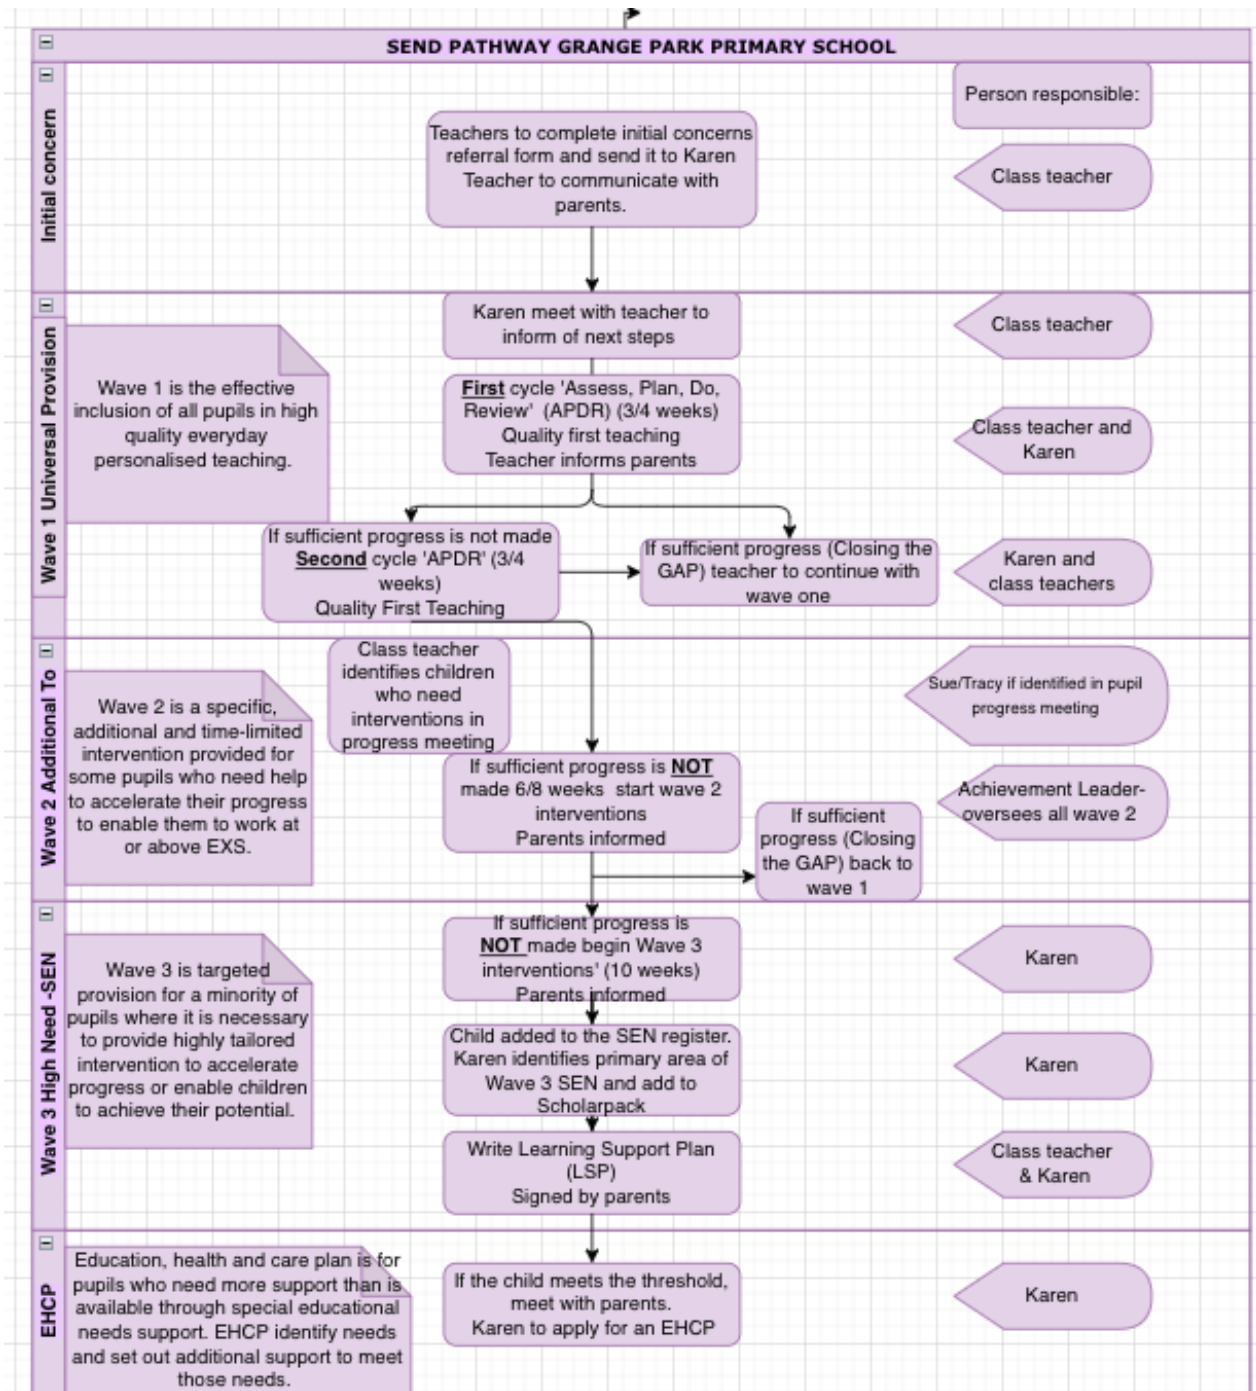 SEND PATHWAY GRANGE PARK PRIMARY SCHOOL
Initial concern
Teachers to complete initial concerns
referral form and send it to Karen
Teacher to communicate with
parents.
Person responsible:
Class teacher
Wave 1 Universal Provision
Wave 1 is the effective
inclusion of all pupils in high
quality everyday
personalised teaching.
Karen meet with teacher to
inform of next steps
Class teacher
First cycle 'Assess, Plan, Do,
Review' (APDR) (3/4 weeks)
Quality first teaching
Teacher informs parents
Class teacher and
Karen
If sufficient progress is not made
Second cycle 'APDR' (3/4
weeks)
Quality First Teaching
If sufficient progress (Closing the
GAP) teacher to continue with
wave one
Karen and
class teachers
Wave 2 Additional To
Wave 2 is a specific,
additional and time-limited
intervention provided for
some pupils who need help
to accelerate their progress
to enable them to work at
or above EXS.
Class teacher
identifies children
who need
interventions in
progress meeting
Sue/Tracy if identified in pupil
progress meeting
If sufficient progress is NOT
made 6/8 weeks start wave 2
interventions
Parents informed
Achievement Leader-
oversees all wave 2
If sufficient
progress (Closing
the GAP) back to
wave 1
Wave 3 High Need -SEN
Wave 3 is targeted
provision for a minority of
pupils where it is necessary
to provide highly tailored
intervention to accelerate
progress or enable children
to achieve their potential.
If sufficient progress is
NOT made begin Wave 3
interventions' (10 weeks)
Parents informed
Karen
Child added to the SEN register.
Karen identifies primary area of
Wave 3 SEN and add to
Scholarpack
Karen
Write Learning Support Plan
(LSP)
Signed by parents
Class teacher
& Karen
EHCP
Education, health and care plan is for
pupils who need more support than is
available through special educational
needs support. EHCP identify needs
and set out additional support to meet
those needs.
If the child meets the threshold,
meet with parents.
Karen to apply for an EHCP
Karen